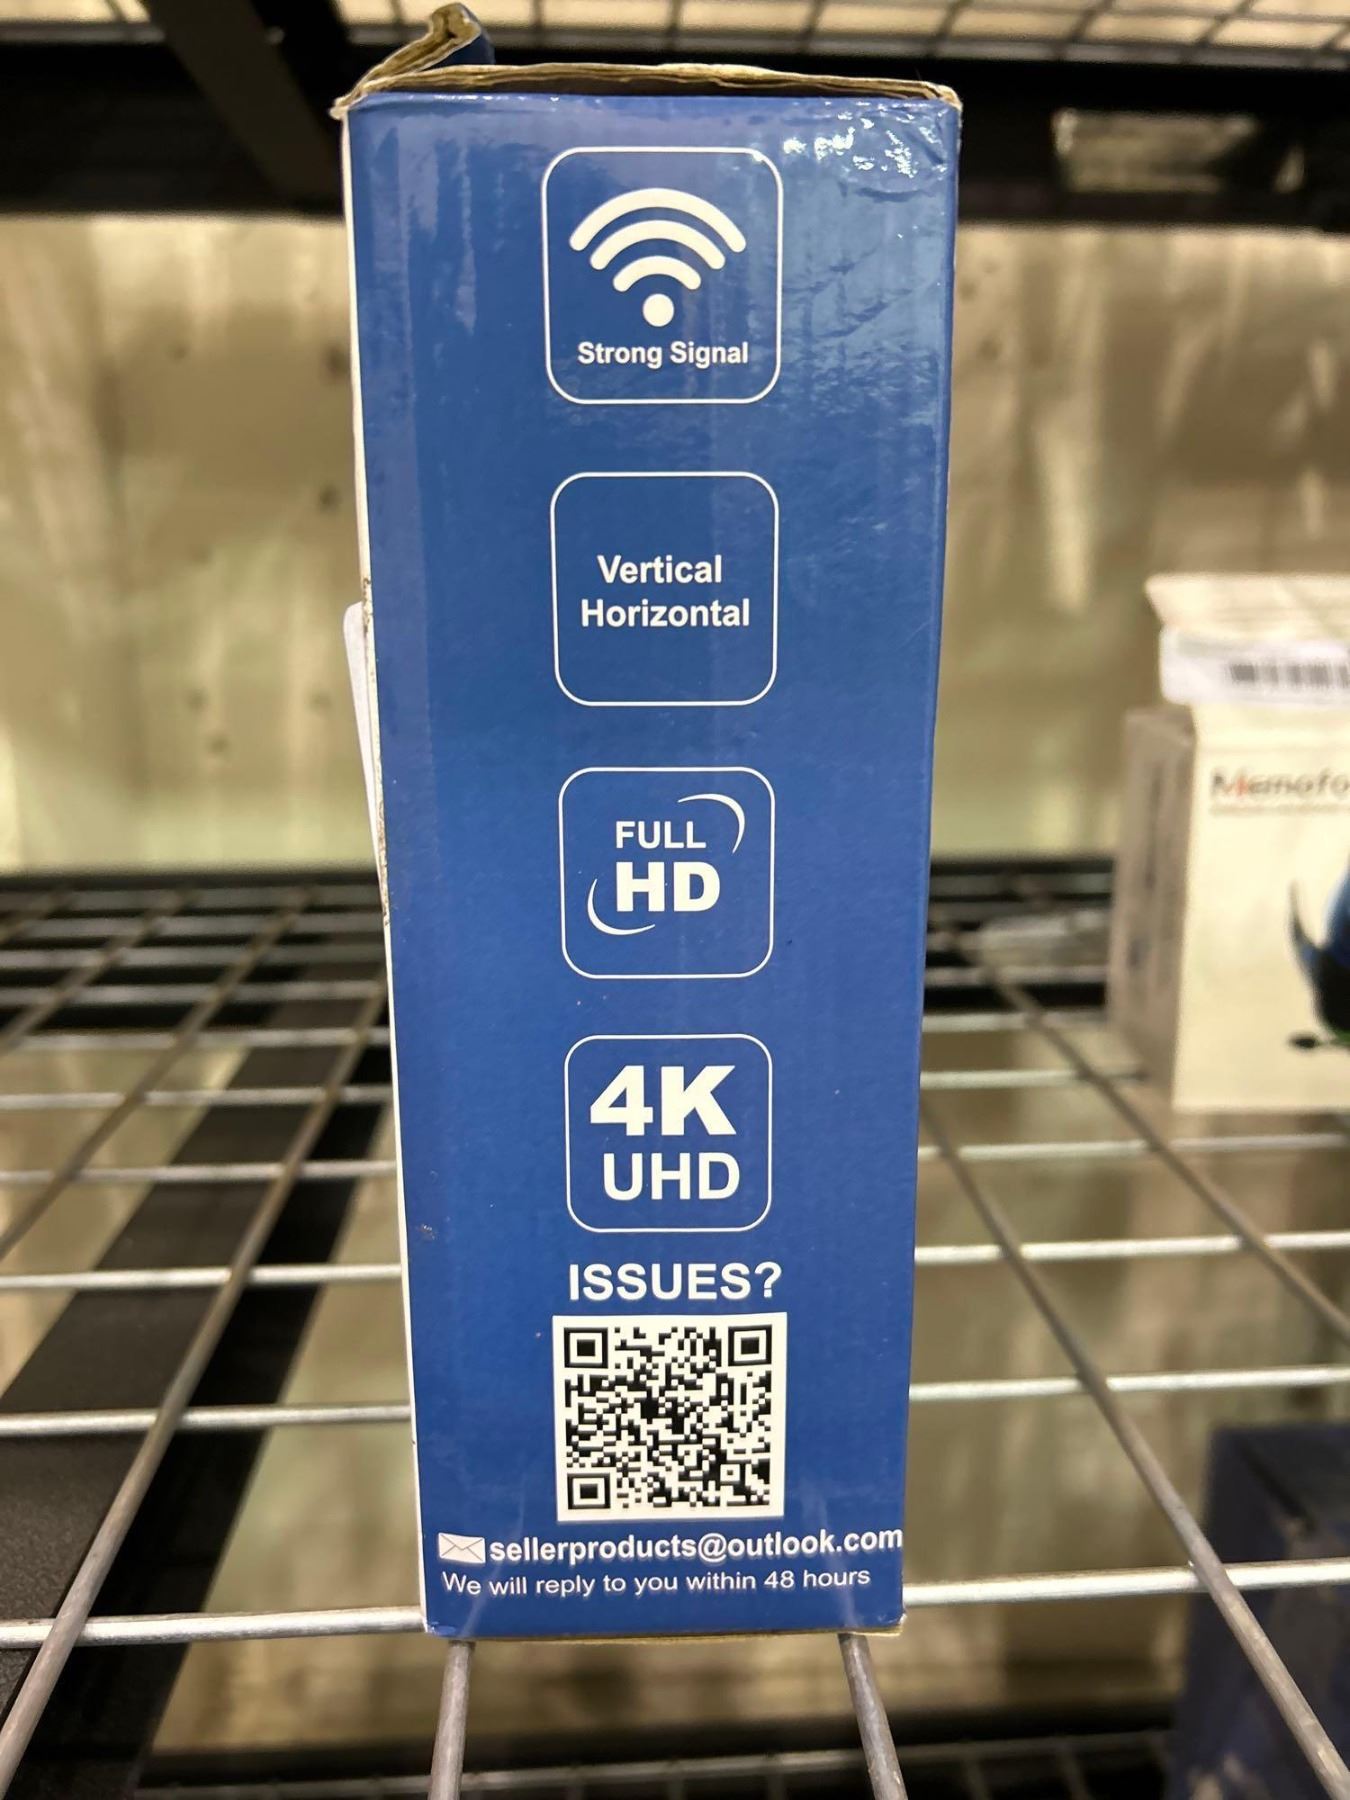 Strong Signal
Vertical
Horizontal
FULL
HD
4K
UHD
ISSUES?
sellerproducts@outlook.com
We will reply to you within 48 hours